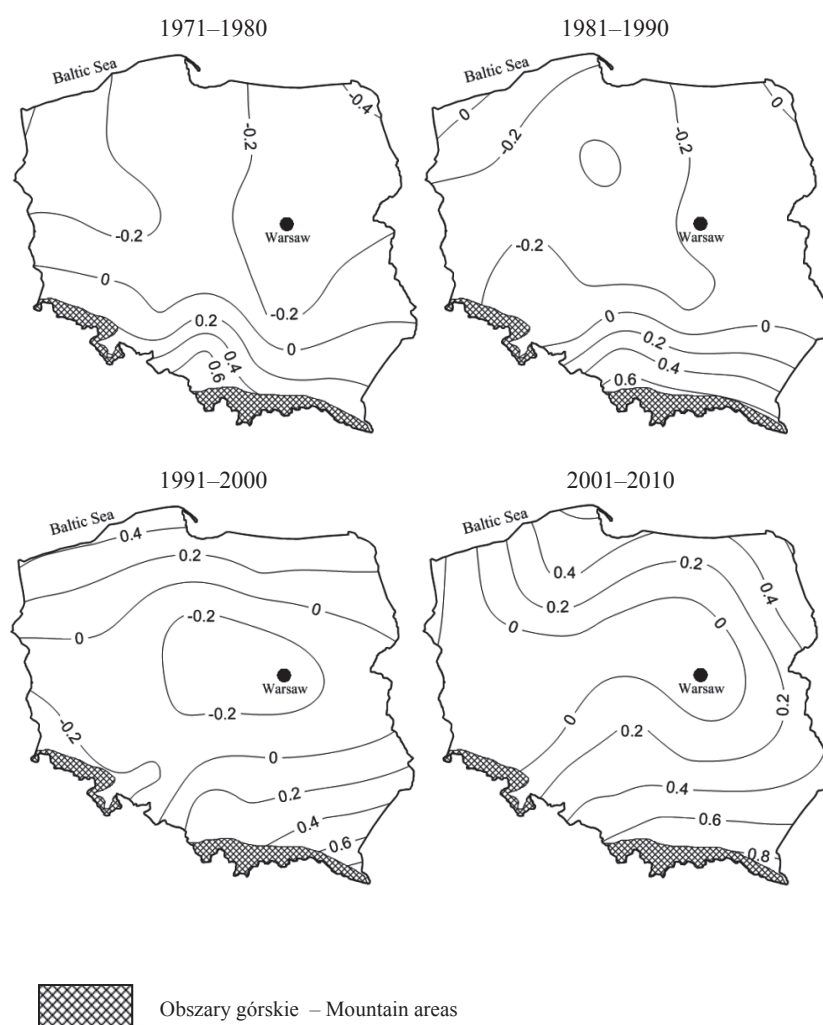 1971–1980 1981–1990
Baltic Sea Baltic Sea
-0.4 0 0
-0.2 -0.2 -0.2
Warsaw Warsaw
-0.2 -0.2
0 -0.2 0 0
0.2 0 0.2
0.4 0.4
0.6 0.6
1991–2000 2001–2010
Baltic Sea Baltic Sea
0.4
0.2 0.4 0.2 0.4
0.2
0 -0.2 0 0
Warsaw Warsaw
-0.2 0.2
-0.2 0 0 0.2
0.2 0.4
0.4 0.6
0.6 0.8
Obszary górskie – Mountain areas